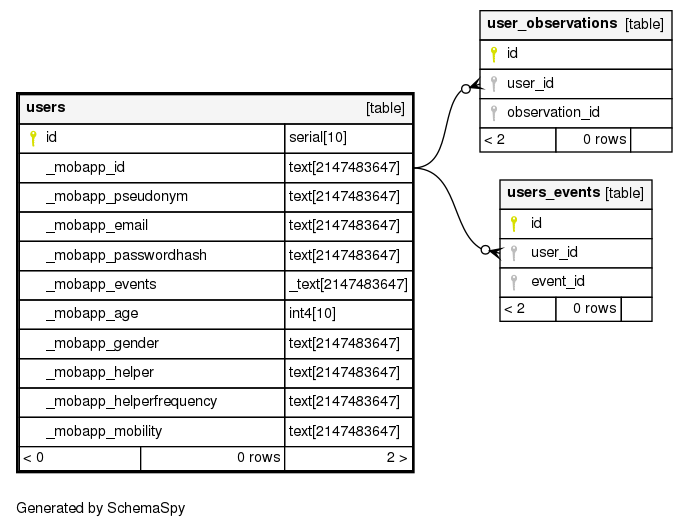 users [table]
id serial[10]
_mobapp_id text[2147483647]
_mobapp_pseudonym text[2147483647]
_mobapp_email text[2147483647]
_mobapp_passwordhash text[2147483647]
_mobapp_events _text[2147483647]
_mobapp_age int4[10]
_mobapp_gender text[2147483647]
_mobapp_helper text[2147483647]
_mobapp_helperfrequency text[2147483647]
_mobapp_mobility text[2147483647]
< 0 0 rows 2 >
user_observations [table]
id
user_id
observation_id
< 2 0 rows
users_events [table]
id
user_id
event_id
< 2 0 rows
Generated by SchemaSpy